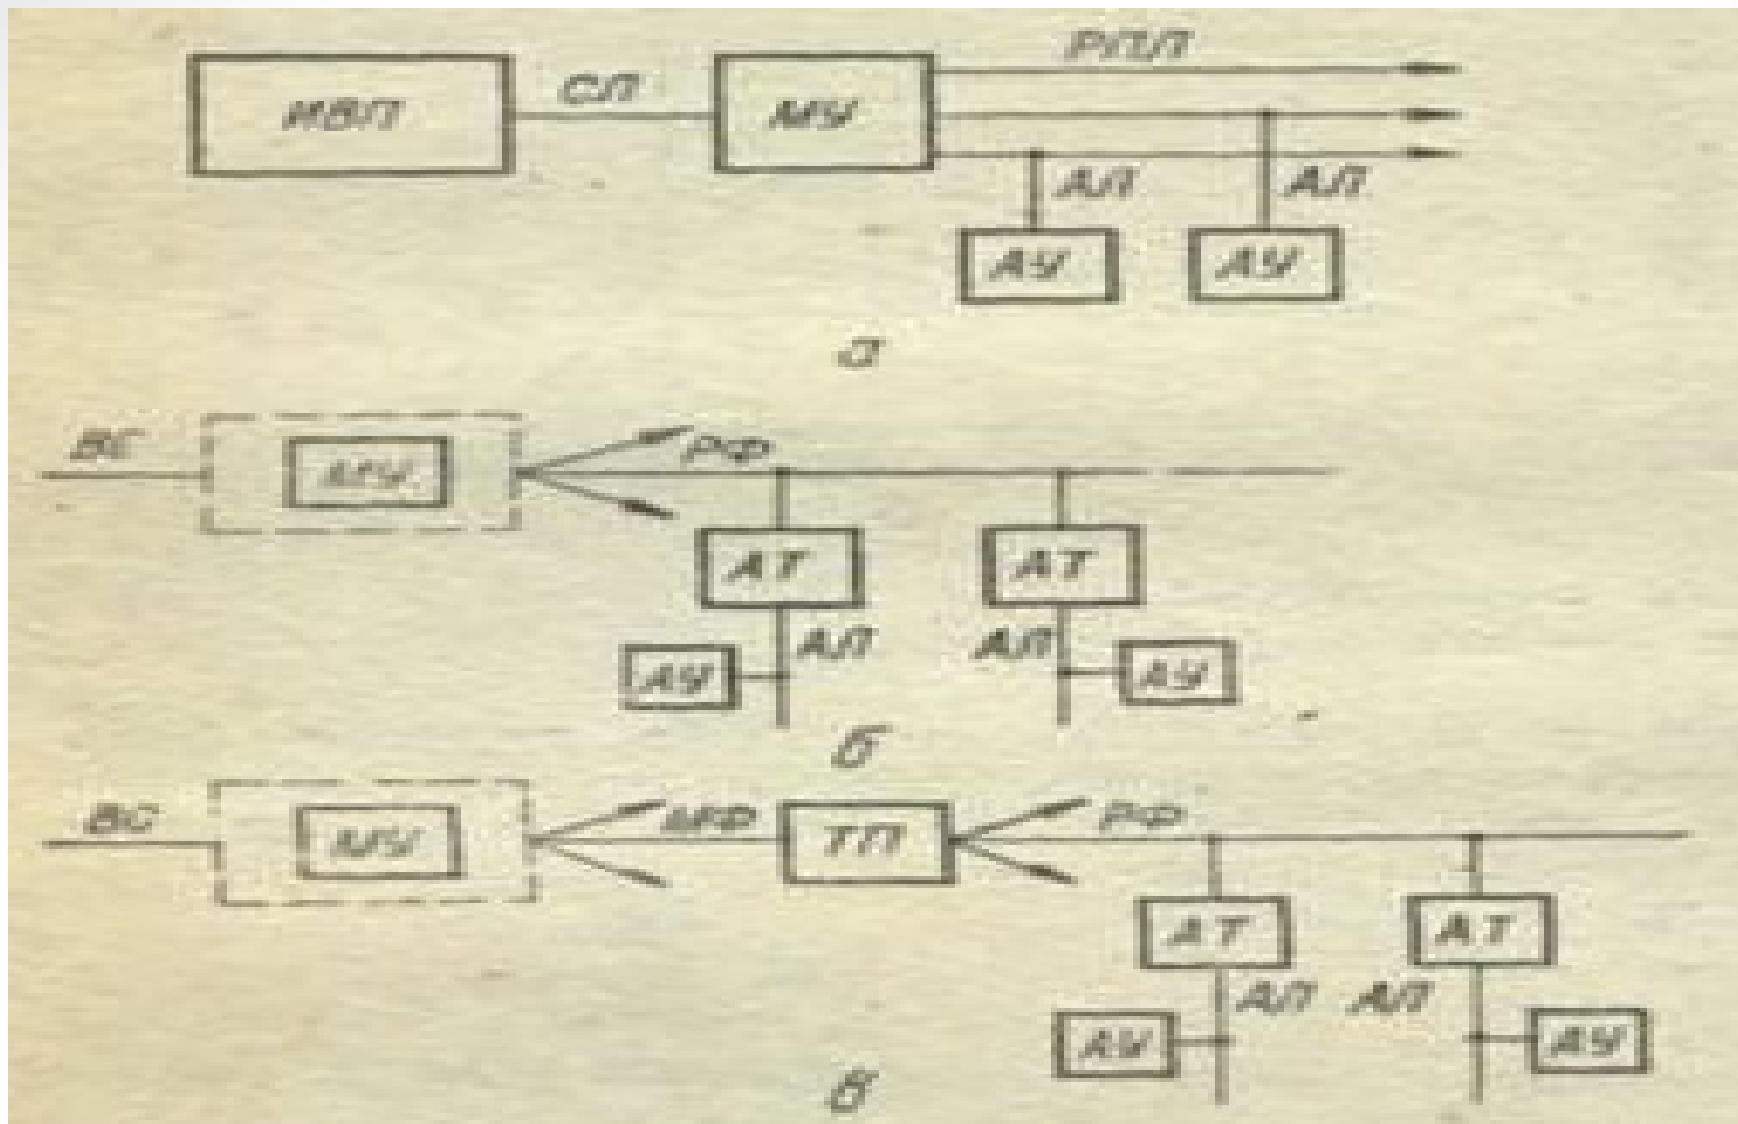 ИВП СЛ МУ РПЛ
АЛ АЛ
АУ АУ
а
ВС МУ РФ
АТ АТ
АЛ АЛ
АУ АУ
б
ВС МУ МФ ТП РФ
АТ АТ
АЛ АЛ
АУ АУ
в